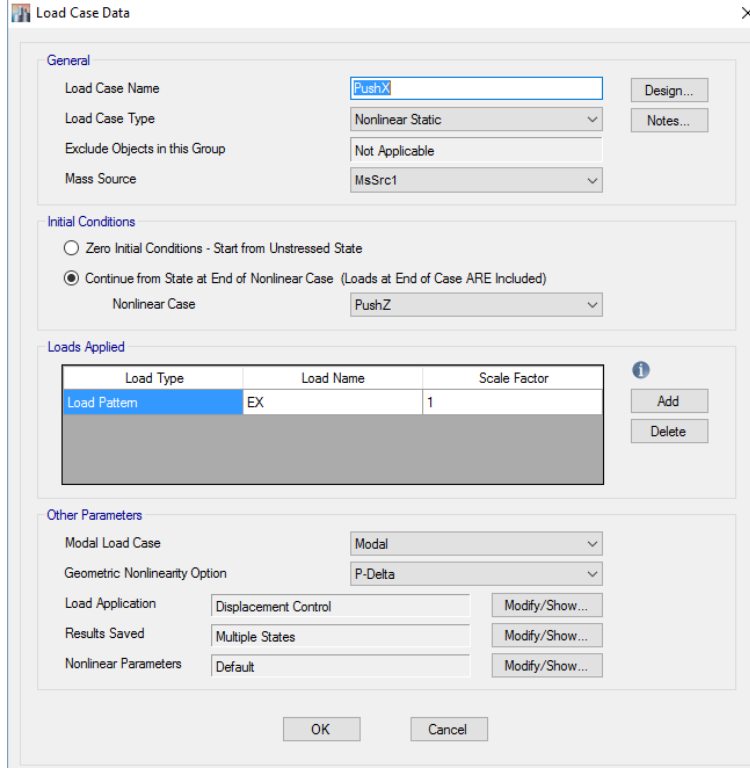 Load Case Data
General
Load Case Name PushX Design...
Load Case Type Nonlinear Static Notes...
Exclude Objects in this Group Not Applicable
Mass Source MsSrc1
Initial Conditions
Zero Initial Conditions - Start from Unstressed State
Continue from State at End of Nonlinear Case (Loads at End of Case ARE Included)
Nonlinear Case PushZ
Loads Applied
Load Type Load Name Scale Factor
Load Pattern EX 1 Add
Delete
Other Parameters
Modal Load Case Modal
Geometric Nonlinearity Option P-Delta
Load Application Displacement Control Modify/Show...
Results Saved Multiple States Modify/Show...
Nonlinear Parameters Default Modify/Show...
OK Cancel